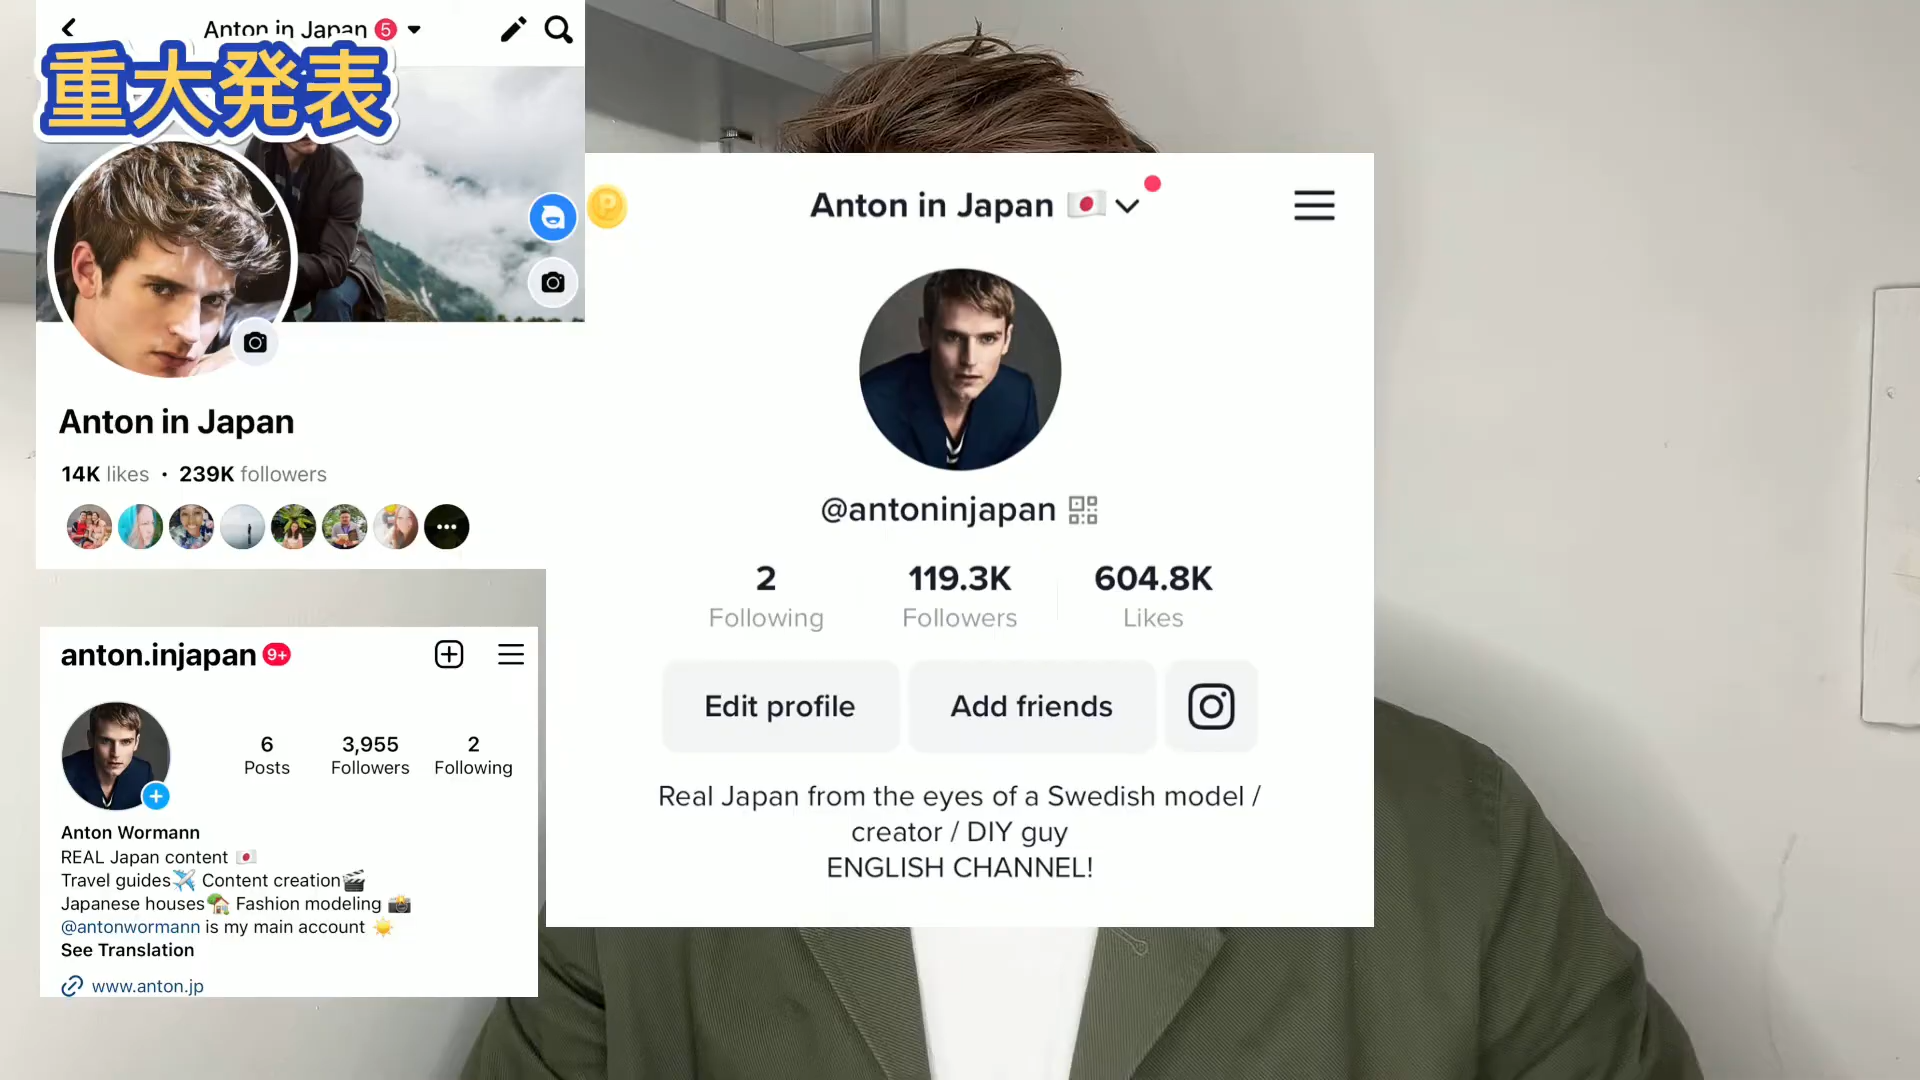 Anton in Japan 5
重大発表
Anton in Japan
14K likes • 239K followers
anton.injapan 9+
6 3,955 2
Posts Followers Following
Anton Wormann
REAL Japan content 🇯🇵
Travel guides✈️ Content creation🎬
Japanese houses🏡 Fashion modeling 📸
@antonwormann is my main account ☀️
See Translation
www.anton.jp
P
Anton in Japan 🇯🇵
@antoninjapan
2 119.3K 604.8K
Following Followers Likes
Edit profile Add friends
Real Japan from the eyes of a Swedish model /
creator / DIY guy
ENGLISH CHANNEL!